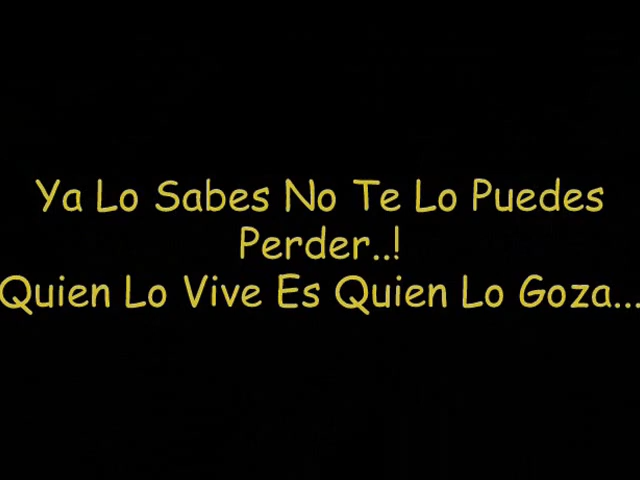 Ya Lo Sabes No Te Lo Puedes
Perder..!
Quien Lo Vive Es Quien Lo Goza...